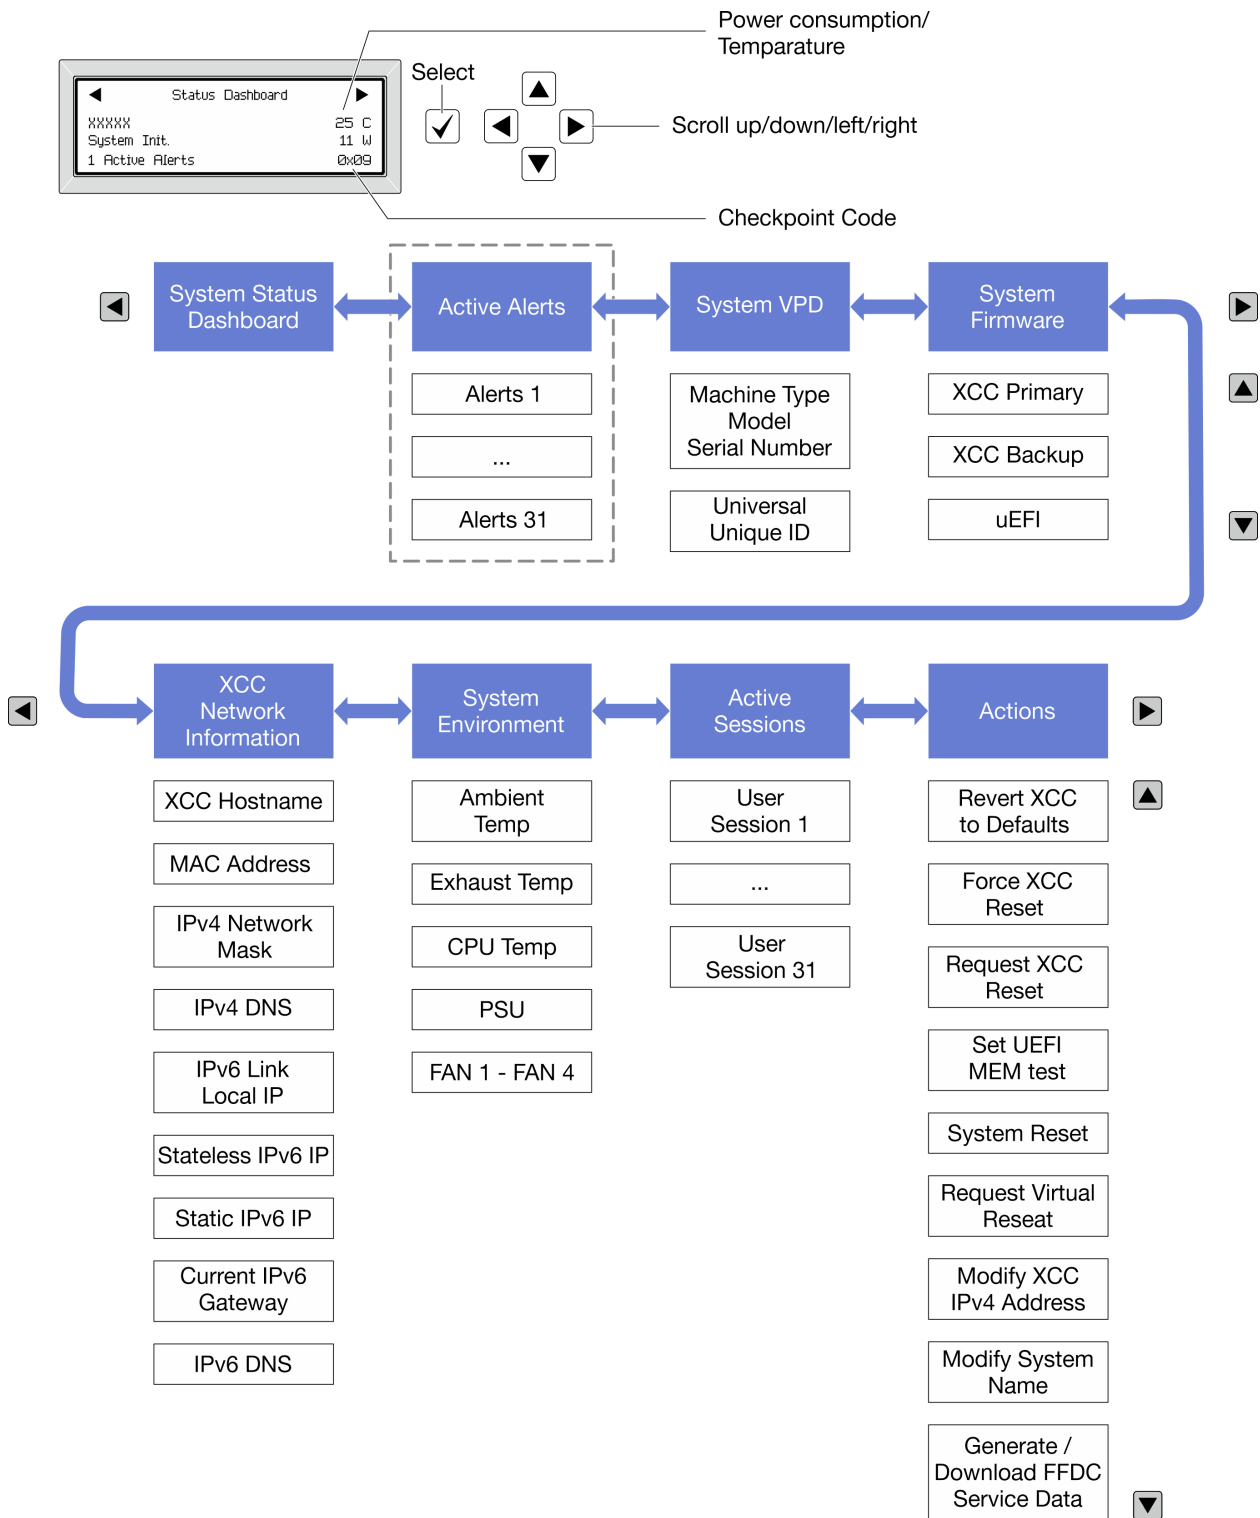 Power consumption/
Temparature
Select
Status Dashboard
XXXXX 25 C
System Init. 11 W
1 Active Alerts 0x09
Scroll up/down/left/right
Checkpoint Code
System Status
Dashboard
Active Alerts
System VPD
System
Firmware
Alerts 1
...
Alerts 31
Machine Type
Model
Serial Number
Universal
Unique ID
XCC Primary
XCC Backup
uEFI
XCC
Network
Information
System
Environment
Active
Sessions
Actions
XCC Hostname
MAC Address
IPv4 Network
Mask
IPv4 DNS
IPv6 Link
Local IP
Stateless IPv6 IP
Static IPv6 IP
Current IPv6
Gateway
IPv6 DNS
Ambient
Temp
Exhaust Temp
CPU Temp
PSU
FAN 1 - FAN 4
User
Session 1
...
User
Session 31
Revert XCC
to Defaults
Force XCC
Reset
Request XCC
Reset
Set UEFI
MEM test
System Reset
Request Virtual
Reseat
Modify XCC
IPv4 Address
Modify System
Name
Generate /
Download FFDC
Service Data